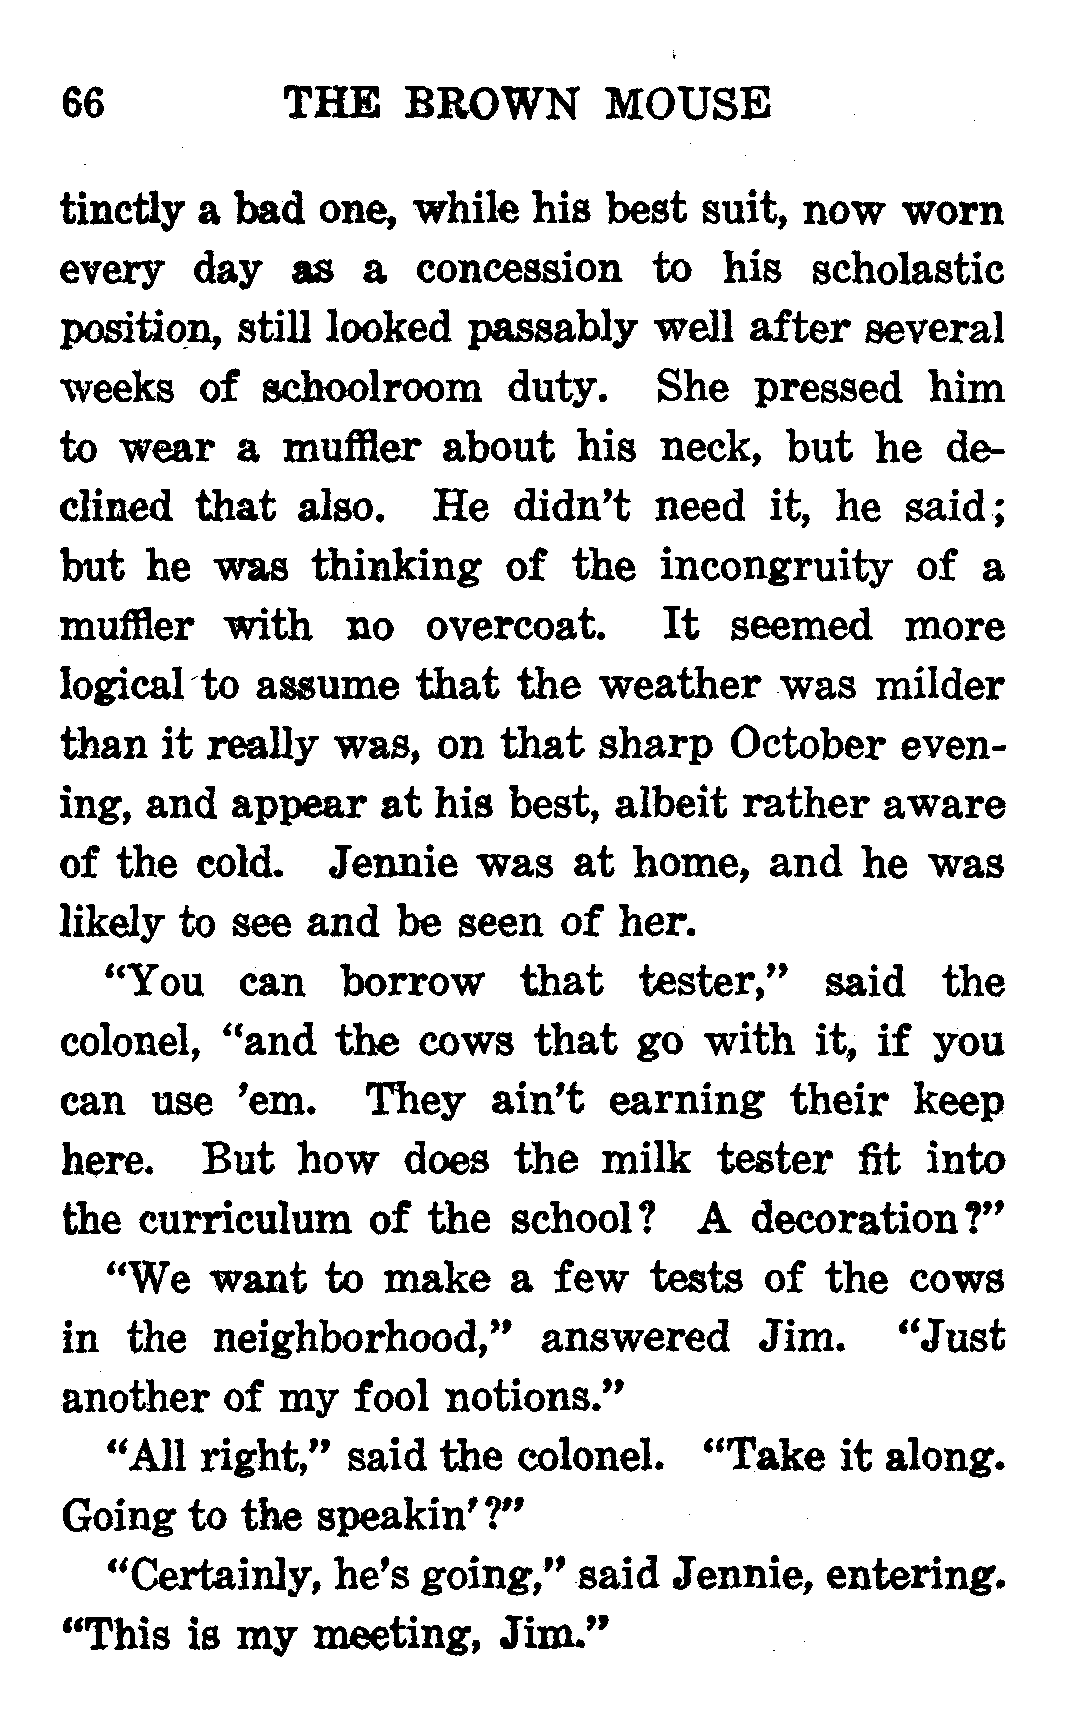 66 THE BROWN MOUSE
tinctly a bad one, while his best suit, now worn
every day as a concession to his scholastic
position, still looked passably well after several
weeks of schoolroom duty. She pressed him
to wear a muffler about his neck, but he de-
clined that also. He didn't need it, he said;
but he was thinking of the incongruity of a
muffler with no overcoat. It seemed more
logical to assume that the weather was milder
than it really was, on that sharp October even-
ing, and appear at his best, albeit rather aware
of the cold. Jennie was at home, and he was
likely to see and be seen of her.
“You can borrow that tester,” said the
colonel, “and the cows that go with it, if you
can use ’em. They ain’t earning their keep
here. But how does the milk tester fit into
the curriculum of the school? A decoration?”
“We want to make a few tests of the cows
in the neighborhood,” answered Jim. “Just
another of my fool notions.”
“All right,” said the colonel. “Take it along.
Going to the speakin’?”
“Certainly, he’s going,” said Jennie, entering.
“This is my meeting, Jim.”